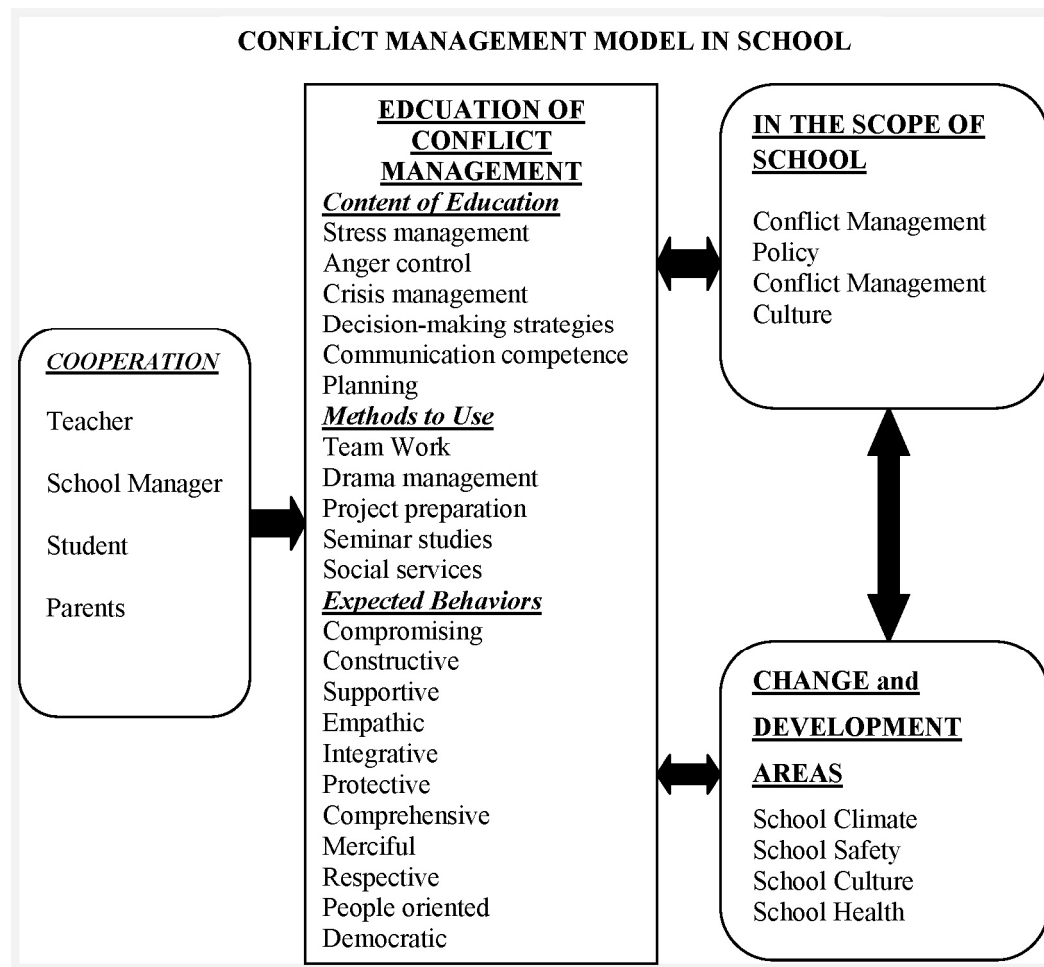 CONFLİCT MANAGEMENT MODEL IN SCHOOL
COOPERATION
Teacher
School Manager
Student
Parents
EDCUATION OF
CONFLICT
MANAGEMENT
Content of Education
Stress management
Anger control
Crisis management
Decision-making strategies
Communication competence
Planning
Methods to Use
Team Work
Drama management
Project preparation
Seminar studies
Social services
Expected Behaviors
Compromising
Constructive
Supportive
Empathic
Integrative
Protective
Comprehensive
Merciful
Respective
People oriented
Democratic
IN THE SCOPE OF
SCHOOL
Conflict Management
Policy
Conflict Management
Culture
CHANGE and
DEVELOPMENT
AREAS
School Climate
School Safety
School Culture
School Health